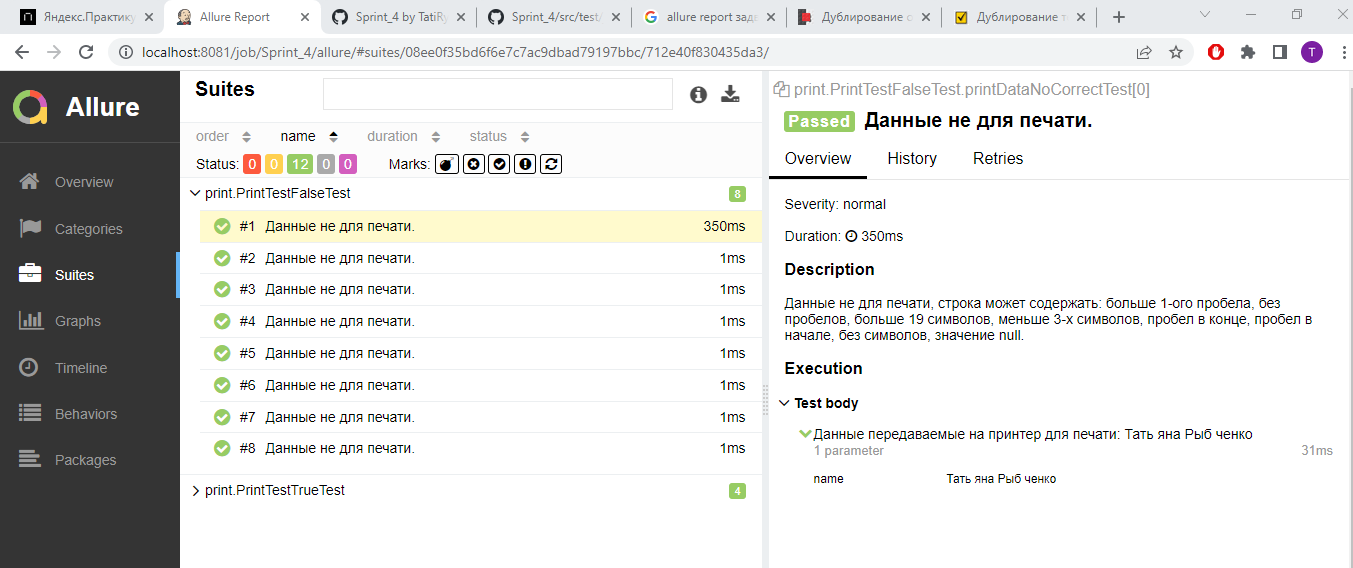 Яндекс.Практику
Allure Report
Sprint_4 by TatiRy
Sprint_4/src/test/
allure report зад
Дублирование о
Дублирование т
localhost:8081/job/Sprint_4/allure/#suites/08ee0f35bd6f6e7c7ac9dbad79197bbc/712e40f830435da3/
T
Allure
Overview
Categories
Suites
Graphs
Timeline
Behaviors
Packages
Suites
order name duration status
Status: 0 0 12 0 0 Marks:
print.PrintTestFalseTest 8
#1 Данные не для печати. 350ms
#2 Данные не для печати. 1ms
#3 Данные не для печати. 1ms
#4 Данные не для печати. 1ms
#5 Данные не для печати. 1ms
#6 Данные не для печати. 1ms
#7 Данные не для печати. 1ms
#8 Данные не для печати. 1ms
print.PrintTestTrueTest 4
print.PrintTestFalseTest.printDataNoCorrectTest[0]
Passed Данные не для печати.
Overview History Retries
Severity: normal
Duration: 350ms
Description
Данные не для печати, строка может содержать: больше 1-ого пробела, без
пробелов, больше 19 символов, меньше 3-х символов, пробел в конце, пробел в
начале, без символов, значение null.
Execution
Test body
Данные передаваемые на принтер для печати: Тать яна Рыб ченко
1 parameter 31ms
name Тать яна Рыб ченко